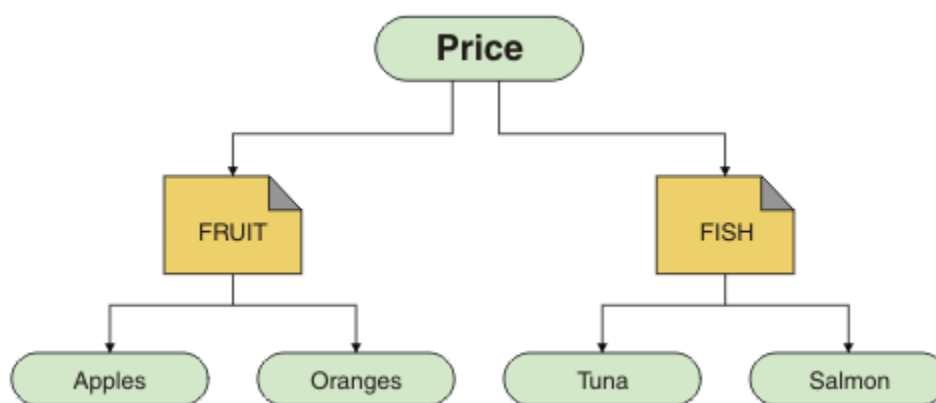 Price
FRUIT
FISH
Apples
Oranges
Tuna
Salmon